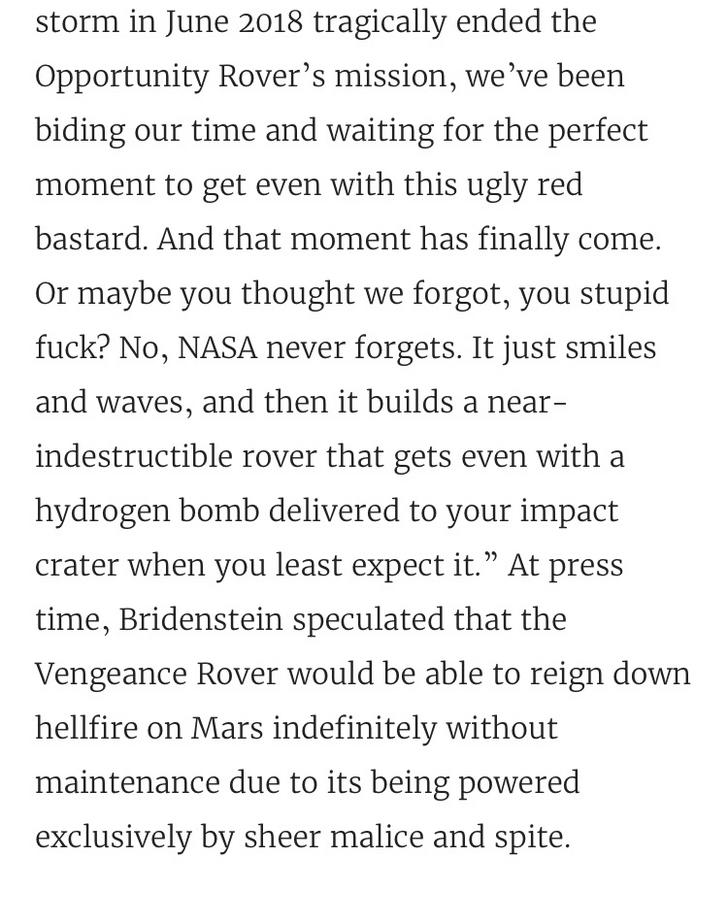 storm in June 2018 tragically ended the
Opportunity Rover’s mission, we’ve been
biding our time and waiting for the perfect
moment to get even with this ugly red
bastard. And that moment has finally come.
Or maybe you thought we forgot, you stupid
fuck? No, NASA never forgets. It just smiles
and waves, and then it builds a near-
indestructible rover that gets even with a
hydrogen bomb delivered to your impact
crater when you least expect it.” At press
time, Bridenstein speculated that the
Vengeance Rover would be able to reign down
hellfire on Mars indefinitely without
maintenance due to its being powered
exclusively by sheer malice and spite.